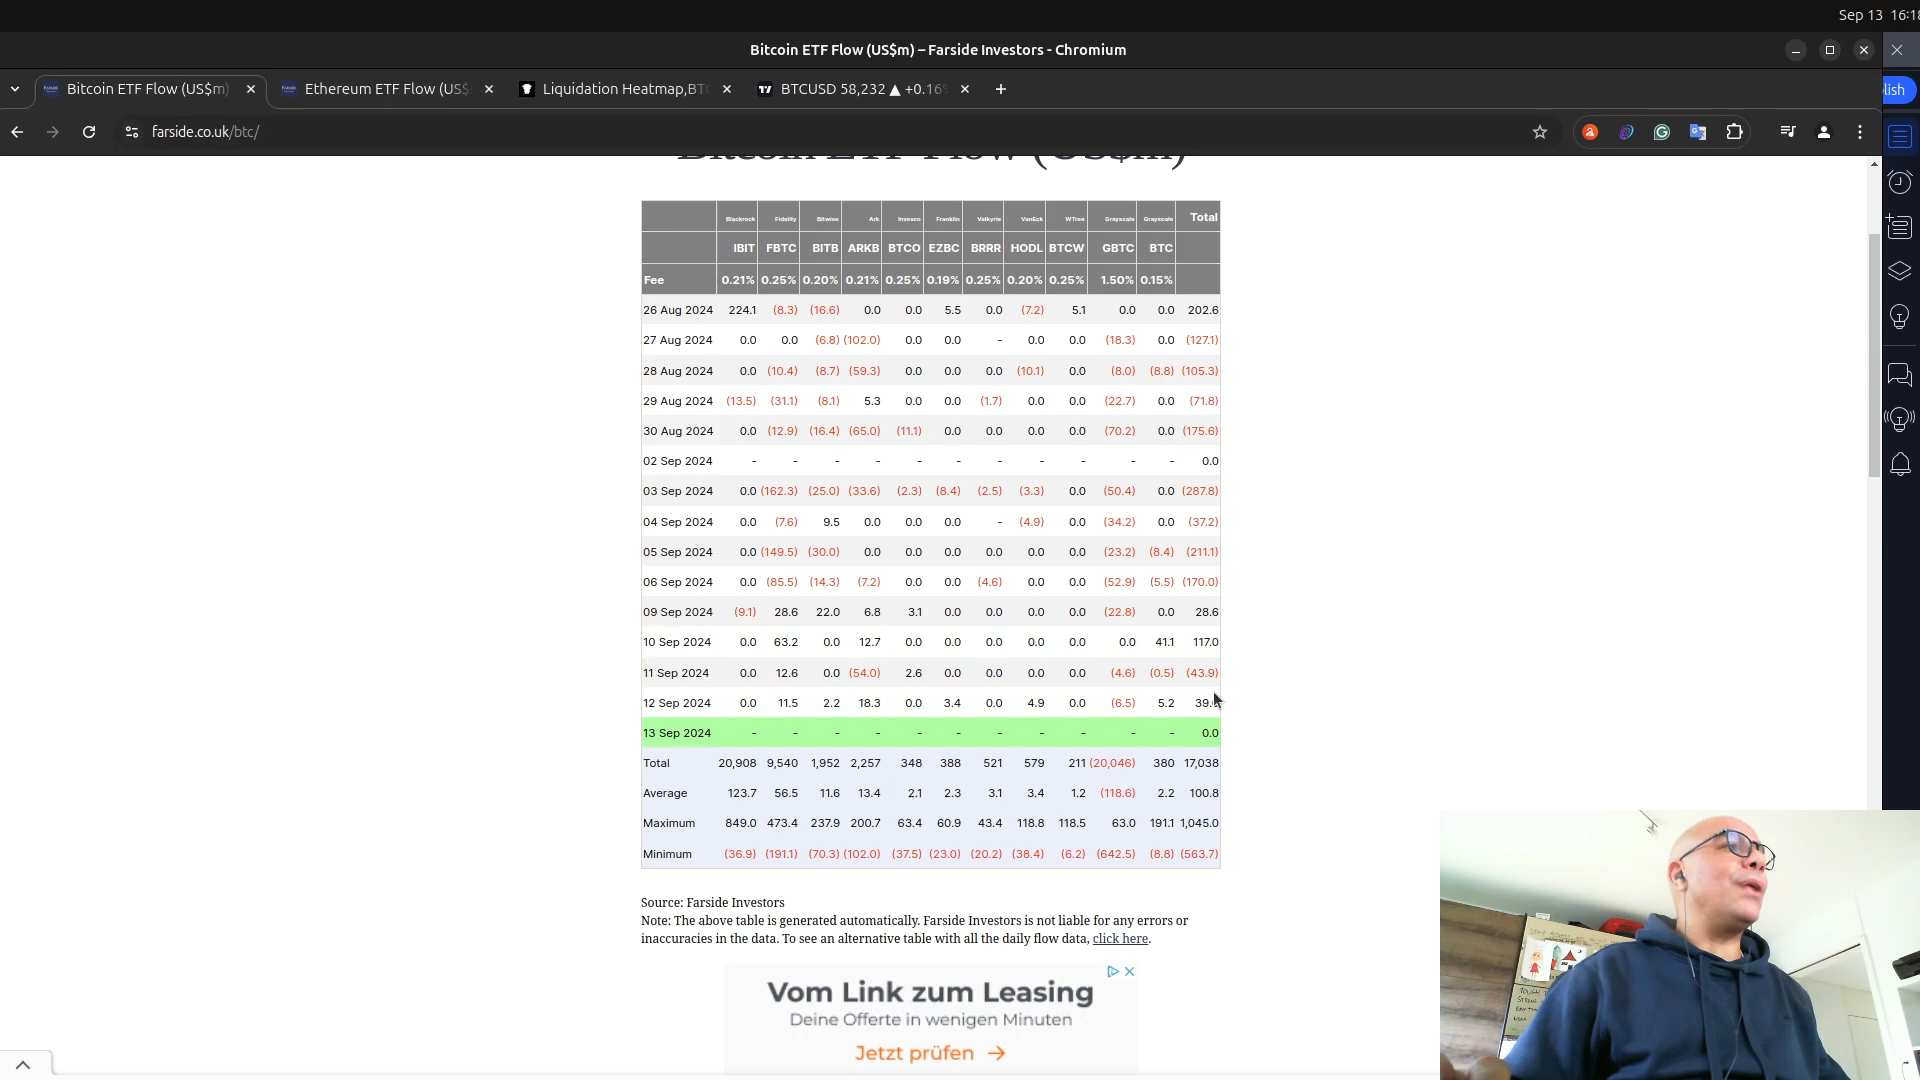 Sep 13 16:18
Bitcoin ETF Flow (US$m) – Farside Investors - Chromium
Bitcoin ETF Flow (US$m)
Ethereum ETF Flow (US$
Liquidation Heatmap,BT
BTCUSD 58,232 ▲ +0.16
lish
farside.co.uk/btc/
Bitcoin ETF Flow (US$m)
Blackrock Fidelity Bitwise Ark Invesco Franklin Valkyrie VanEck WTree Grayscale Grayscale Total
IBIT FBTC BITB ARKB BTCO EZBC BRRR HODL BTCW GBTC BTC
Fee 0.21% 0.25% 0.20% 0.21% 0.25% 0.19% 0.25% 0.20% 0.25% 1.50% 0.15%
26 Aug 2024 224.1 (8.3) (16.6) 0.0 0.0 5.5 0.0 (7.2) 5.1 0.0 0.0 202.6
27 Aug 2024 0.0 0.0 (6.8) (102.0) 0.0 0.0 - 0.0 0.0 (18.3) 0.0 (127.1)
28 Aug 2024 0.0 (10.4) (8.7) (59.3) 0.0 0.0 0.0 (10.1) 0.0 (8.0) (8.8) (105.3)
29 Aug 2024 (13.5) (31.1) (8.1) 5.3 0.0 0.0 (1.7) 0.0 0.0 (22.7) 0.0 (71.8)
30 Aug 2024 0.0 (12.9) (16.4) (65.0) (11.1) 0.0 0.0 0.0 0.0 (70.2) 0.0 (175.6)
02 Sep 2024 - - - - - - - - - - - 0.0
03 Sep 2024 0.0 (162.3) (25.0) (33.6) (2.3) (8.4) (2.5) (3.3) 0.0 (50.4) 0.0 (287.8)
04 Sep 2024 0.0 (7.6) 9.5 0.0 0.0 0.0 - (4.9) 0.0 (34.2) 0.0 (37.2)
05 Sep 2024 0.0 (149.5) (30.0) 0.0 0.0 0.0 0.0 0.0 0.0 (23.2) (8.4) (211.1)
06 Sep 2024 0.0 (85.5) (14.3) (7.2) 0.0 0.0 (4.6) 0.0 0.0 (52.9) (5.5) (170.0)
09 Sep 2024 (9.1) 28.6 22.0 6.8 3.1 0.0 0.0 0.0 0.0 (22.8) 0.0 28.6
10 Sep 2024 0.0 63.2 0.0 12.7 0.0 0.0 0.0 0.0 0.0 0.0 41.1 117.0
11 Sep 2024 0.0 12.6 0.0 (54.0) 2.6 0.0 0.0 0.0 0.0 (4.6) (0.5) (43.9)
12 Sep 2024 0.0 11.5 2.2 18.3 0.0 3.4 0.0 4.9 0.0 (6.5) 5.2 39.
13 Sep 2024 - - - - - - - - - - - 0.0
Total 20,908 9,540 1,952 2,257 348 388 521 579 211 (20,046) 380 17,038
Average 123.7 56.5 11.6 13.4 2.1 2.3 3.1 3.4 1.2 (118.6) 2.2 100.8
Maximum 849.0 473.4 237.9 200.7 63.4 60.9 43.4 118.8 118.5 63.0 191.1 1,045.0
Minimum (36.9) (191.1) (70.3) (102.0) (37.5) (23.0) (20.2) (38.4) (6.2) (642.5) (8.8) (563.7)
Source: Farside Investors
Note: The above table is generated automatically. Farside Investors is not liable for any errors or
inaccuracies in the data. To see an alternative table with all the daily flow data, click here.
Vom Link zum Leasing
Deine Offerte in wenigen Minuten
Jetzt prüfen →